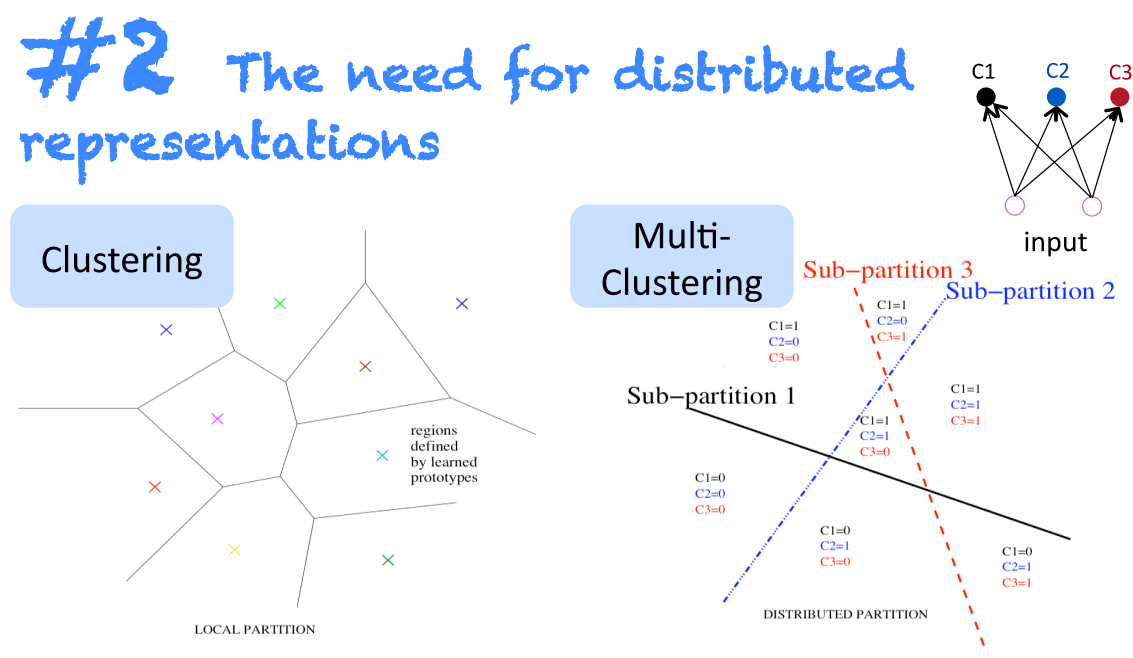 #2 The need for distributed
representations
C1 C2 C3
input
Clustering
regions
defined
by learned
prototypes
LOCAL PARTITION
Multi-
Clustering
Sub−partition 3
Sub−partition 2
Sub−partition 1
C1=1
C2=0
C3=0
C1=1
C2=0
C3=1
C1=1
C2=1
C3=1
C1=1
C2=1
C3=0
C1=0
C2=0
C3=0
C1=0
C2=1
C3=0
C1=0
C2=1
C3=1
DISTRIBUTED PARTITION